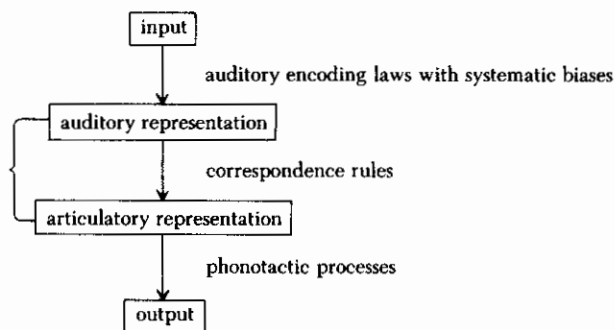 input
auditory encoding laws with systematic biases
auditory representation
correspondence rules
articulatory representation
phonotactic processes
output